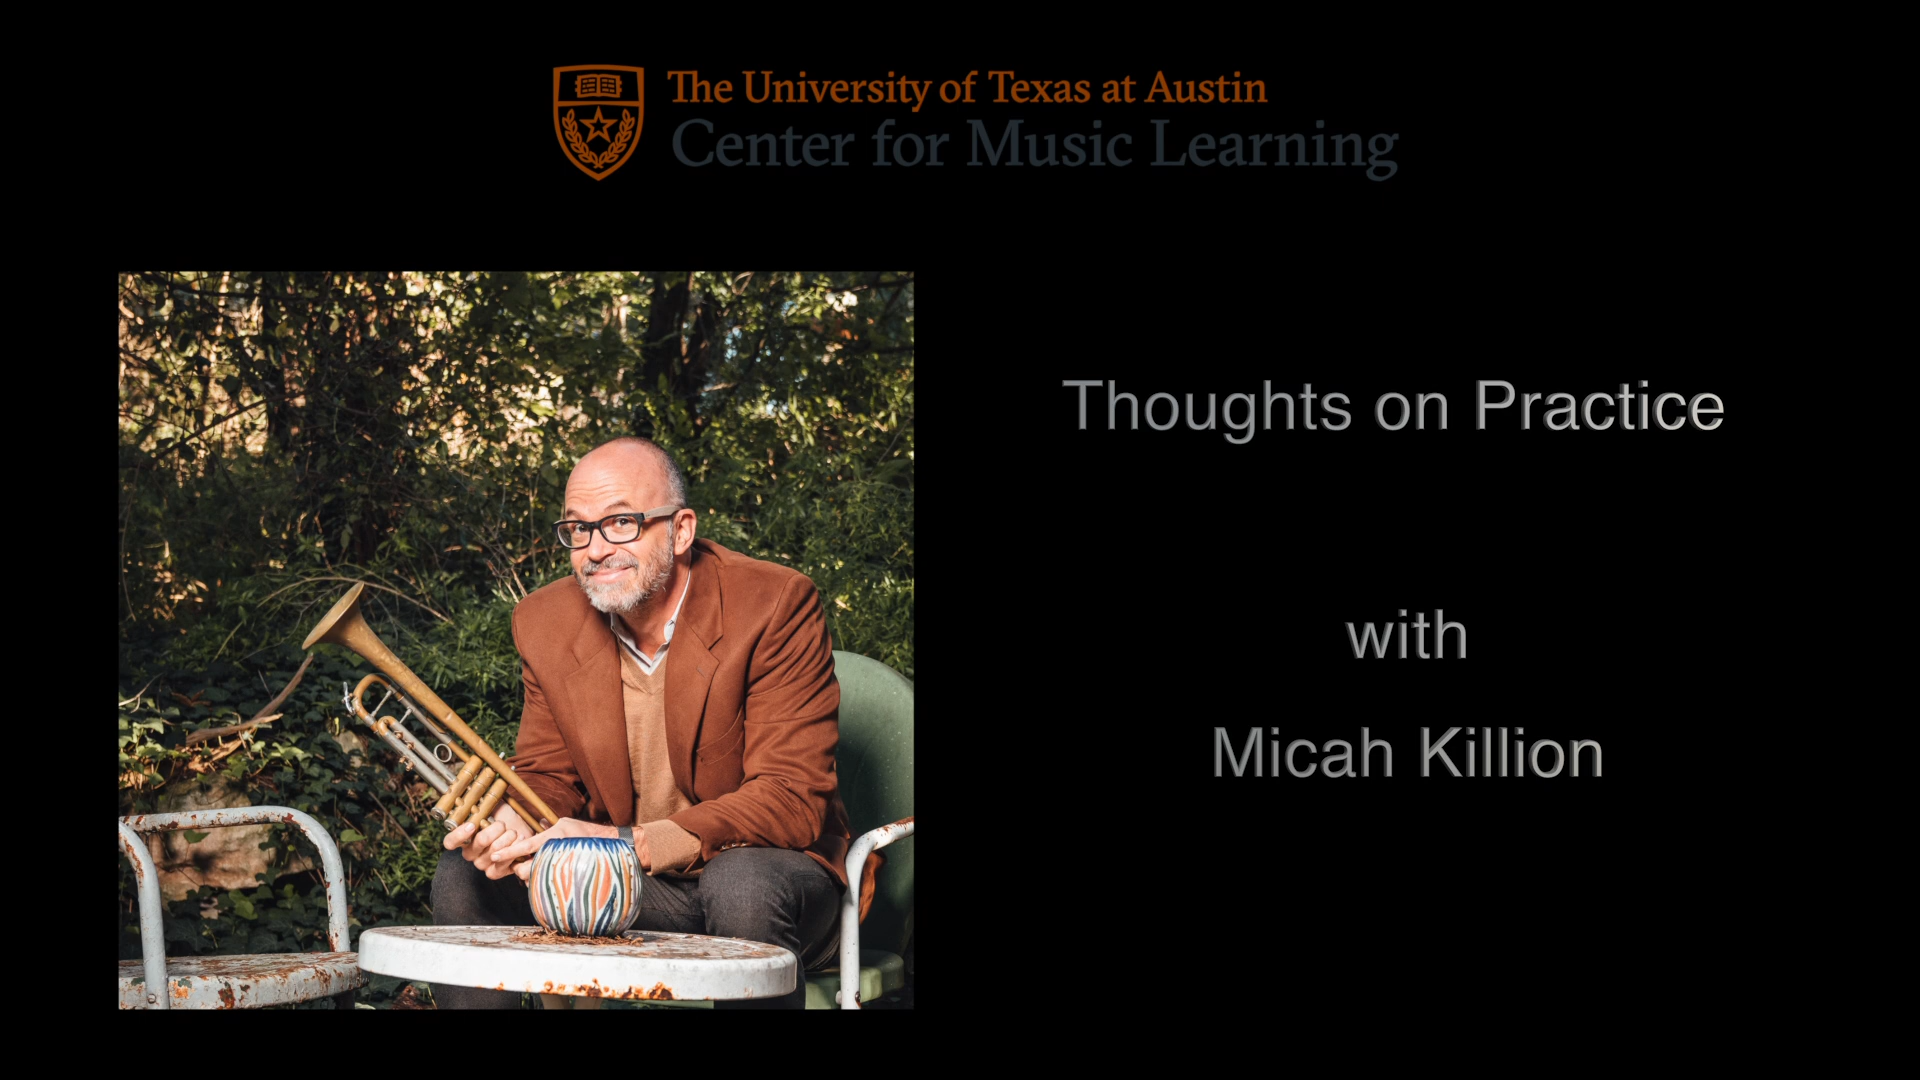 The University of Texas at Austin
Center for Music Learning
Thoughts on Practice
with
Micah Killion